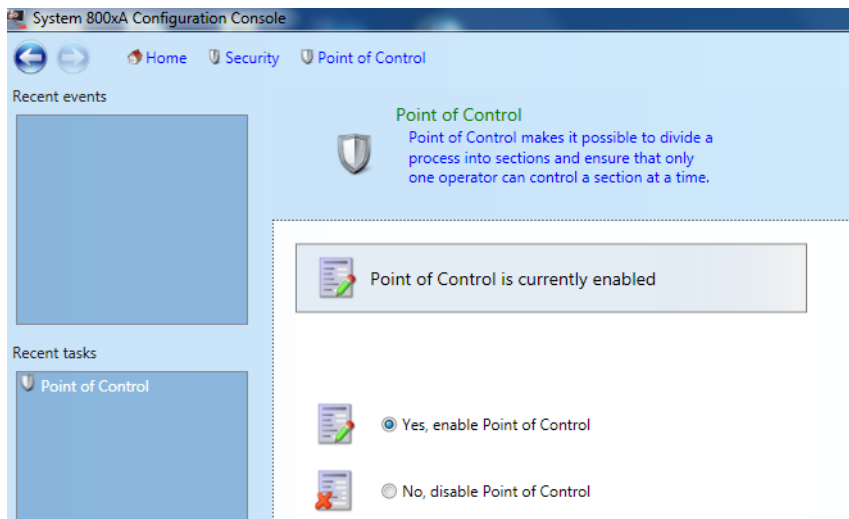 System 800xA Configuration Console
Home Security Point of Control
Recent events
Point of Control
Point of Control makes it possible to divide a
process into sections and ensure that only
one operator can control a section at a time.
Point of Control is currently enabled
Recent tasks
Point of Control
Yes, enable Point of Control
No, disable Point of Control